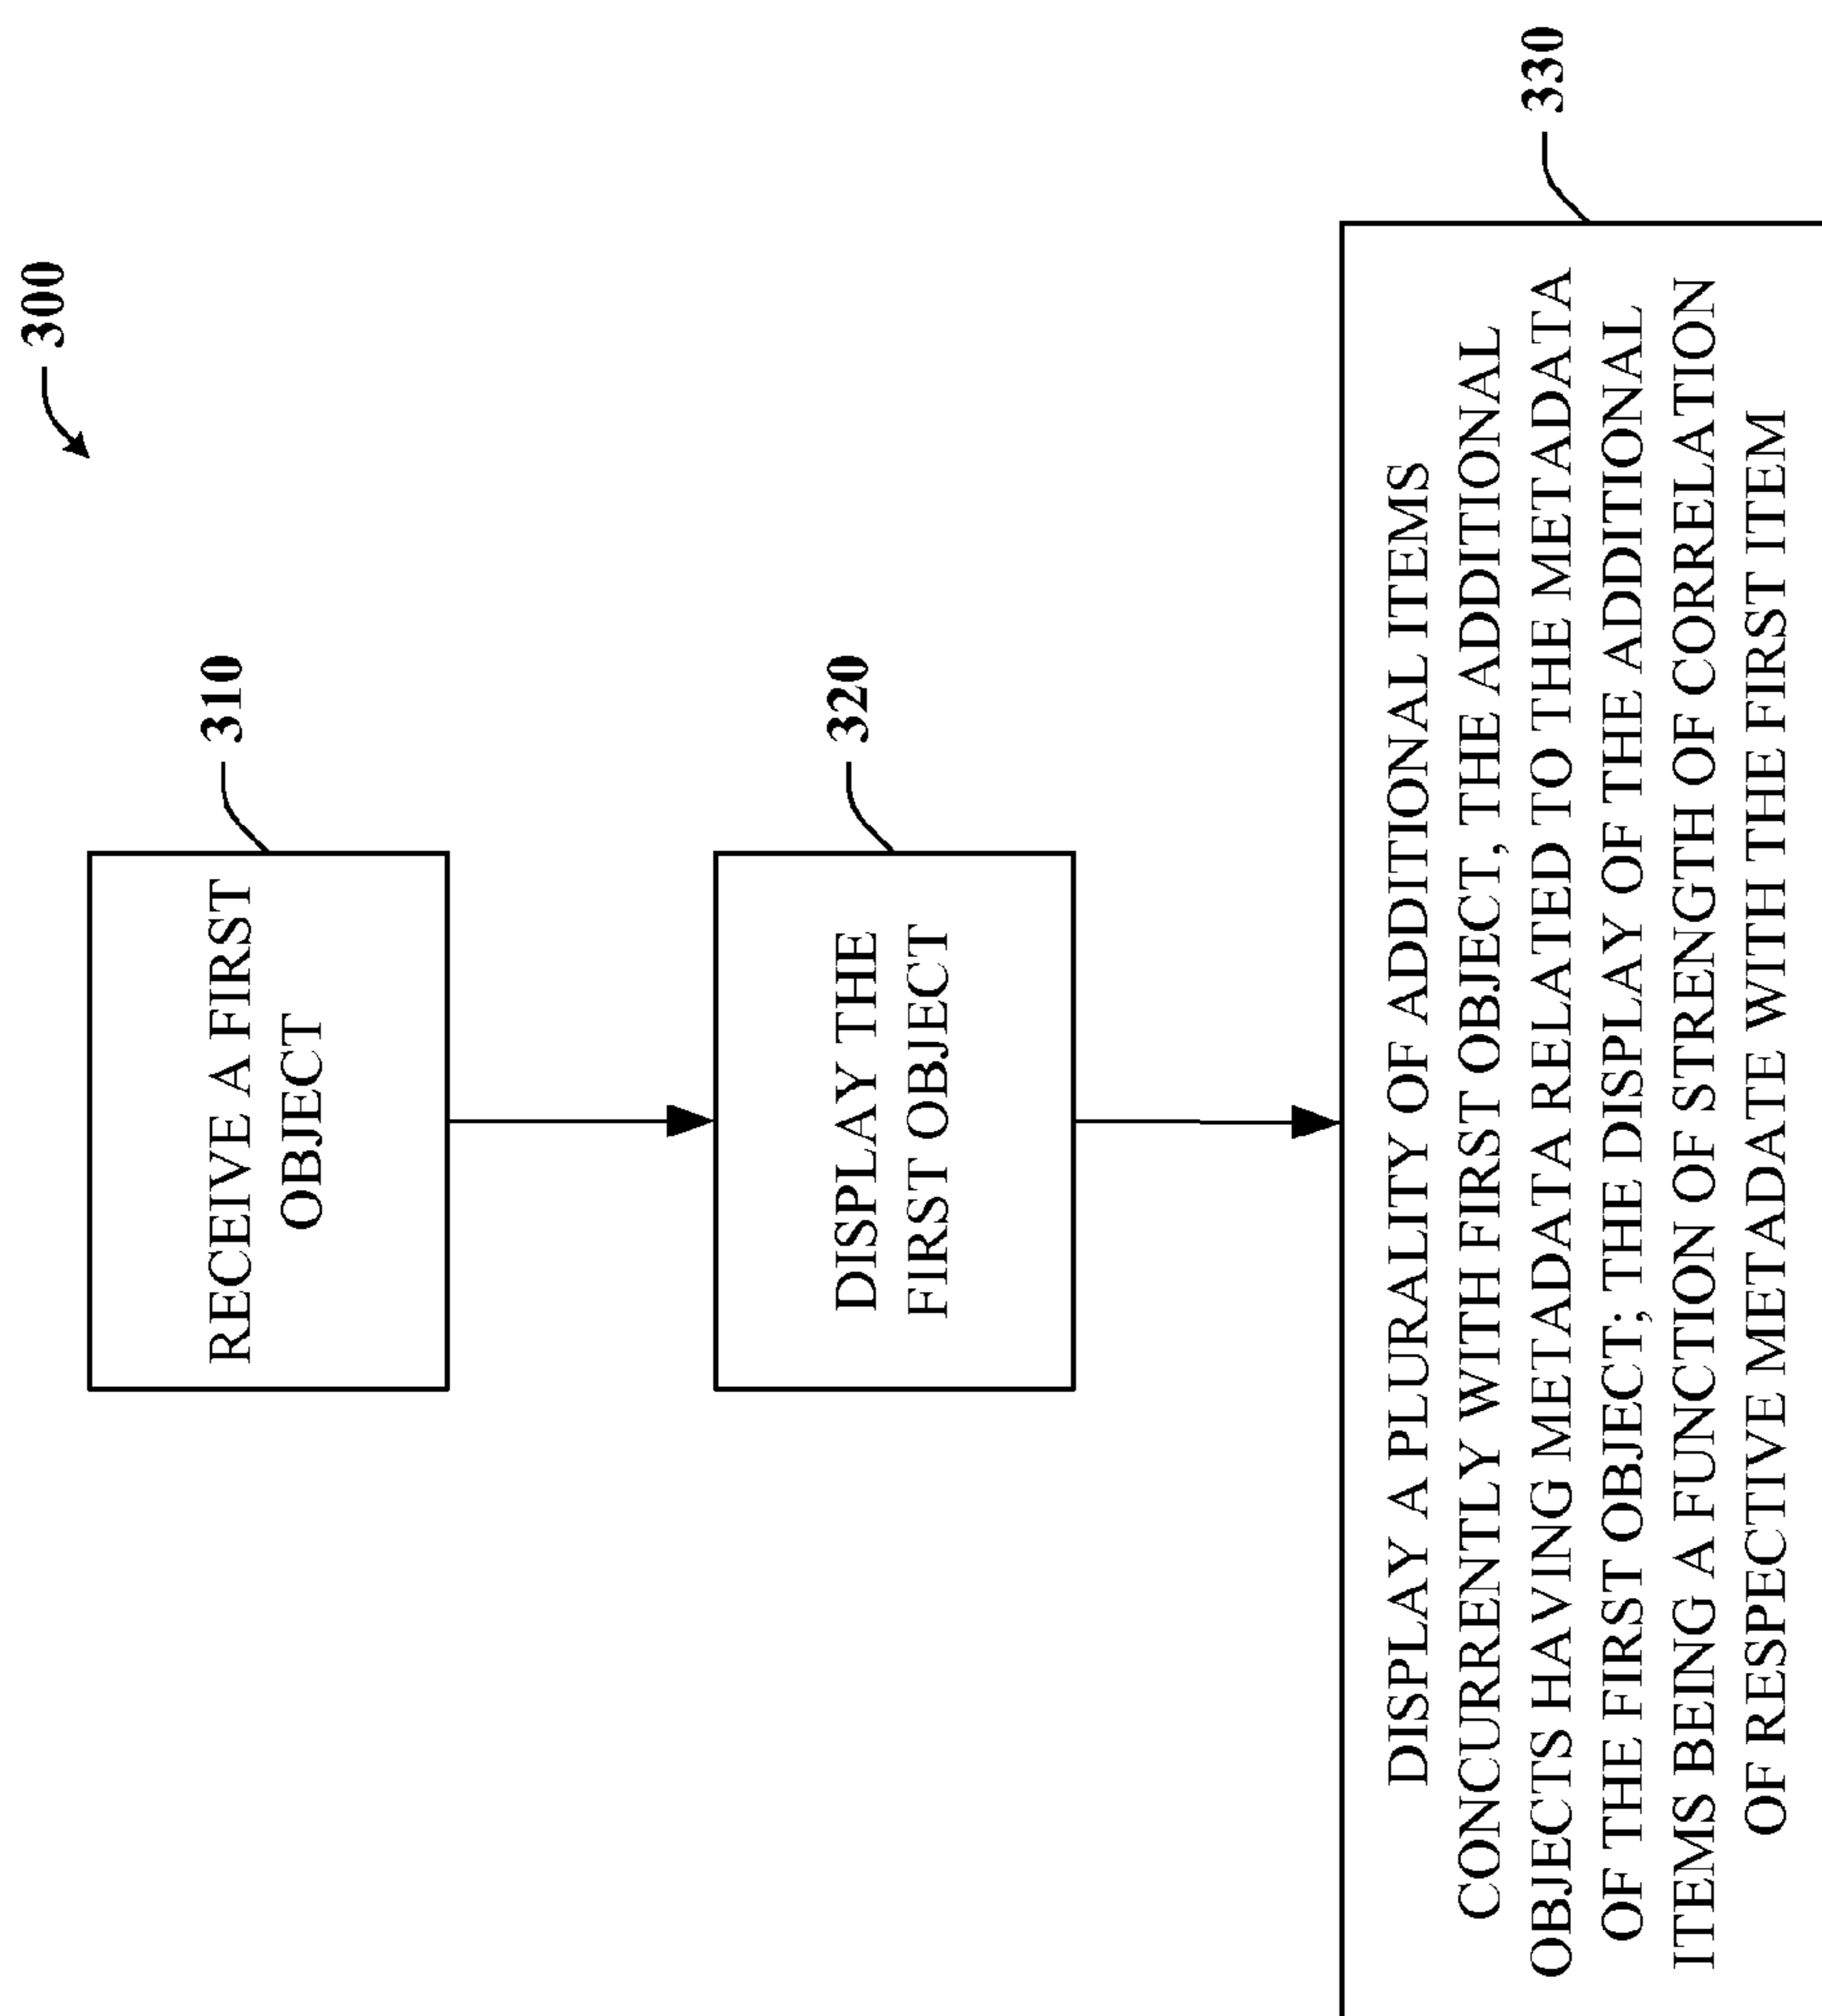 300
310
RECEIVE A FIRST
OBJECT
320
DISPLAY THE
FIRST OBJECT
330
DISPLAY A PLURALITY OF ADDITIONAL ITEMS
CONCURRENTLY WITH FIRST OBJECT, THE ADDITIONAL
OBJECTS HAVING METADATA RELATED TO THE METADATA
OF THE FIRST OBJECT; THE DISPLAY OF THE ADDITIONAL
ITEMS BEING A FUNCTION OF STRENGTH OF CORRELATION
OF RESPECTIVE METADATE WITH THE FIRST ITEM